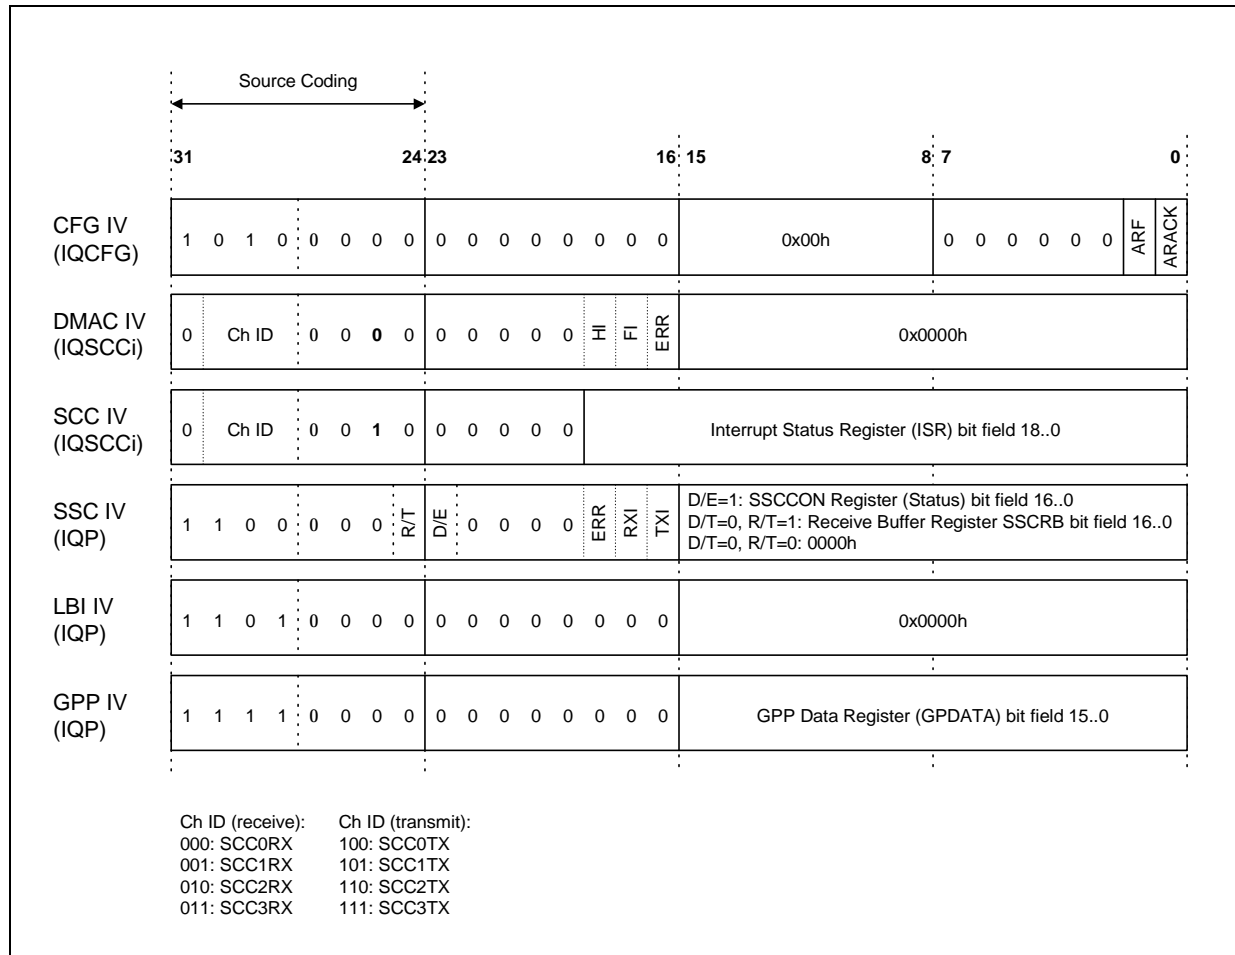 Source Coding
31 24 23 16 15 8 7 0
CFG IV
(IQCFG)
1 0 1 0 0 0 0 0 0 0 0 0 0 0 0 0 0x00h 0 0 0 0 0 0 ARF ARACK
DMAC IV
(IQSCCi)
0 Ch ID 0 0 0 0 0 0 0 0 0 HI FI ERR 0x0000h
SCC IV
(IQSCCi)
0 Ch ID 0 0 1 0 0 0 0 0 0 Interrupt Status Register (ISR) bit field 18..0
SSC IV
(IQP)
1 1 0 0 0 0 0 R/T D/E 0 0 0 0 ERR RXI TXI
D/E=1: SSCCON Register (Status) bit field 16..0
D/T=0, R/T=1: Receive Buffer Register SSCRB bit field 16..0
D/T=0, R/T=0: 0000h
LBI IV
(IQP)
1 1 0 1 0 0 0 0 0 0 0 0 0 0 0 0 0x0000h
GPP IV
(IQP)
1 1 1 1 0 0 0 0 0 0 0 0 0 0 0 0 GPP Data Register (GPDATA) bit field 15..0
Ch ID (receive): Ch ID (transmit):
000: SCC0RX 100: SCC0TX
001: SCC1RX 101: SCC1TX
010: SCC2RX 110: SCC2TX
011: SCC3RX 111: SCC3TX